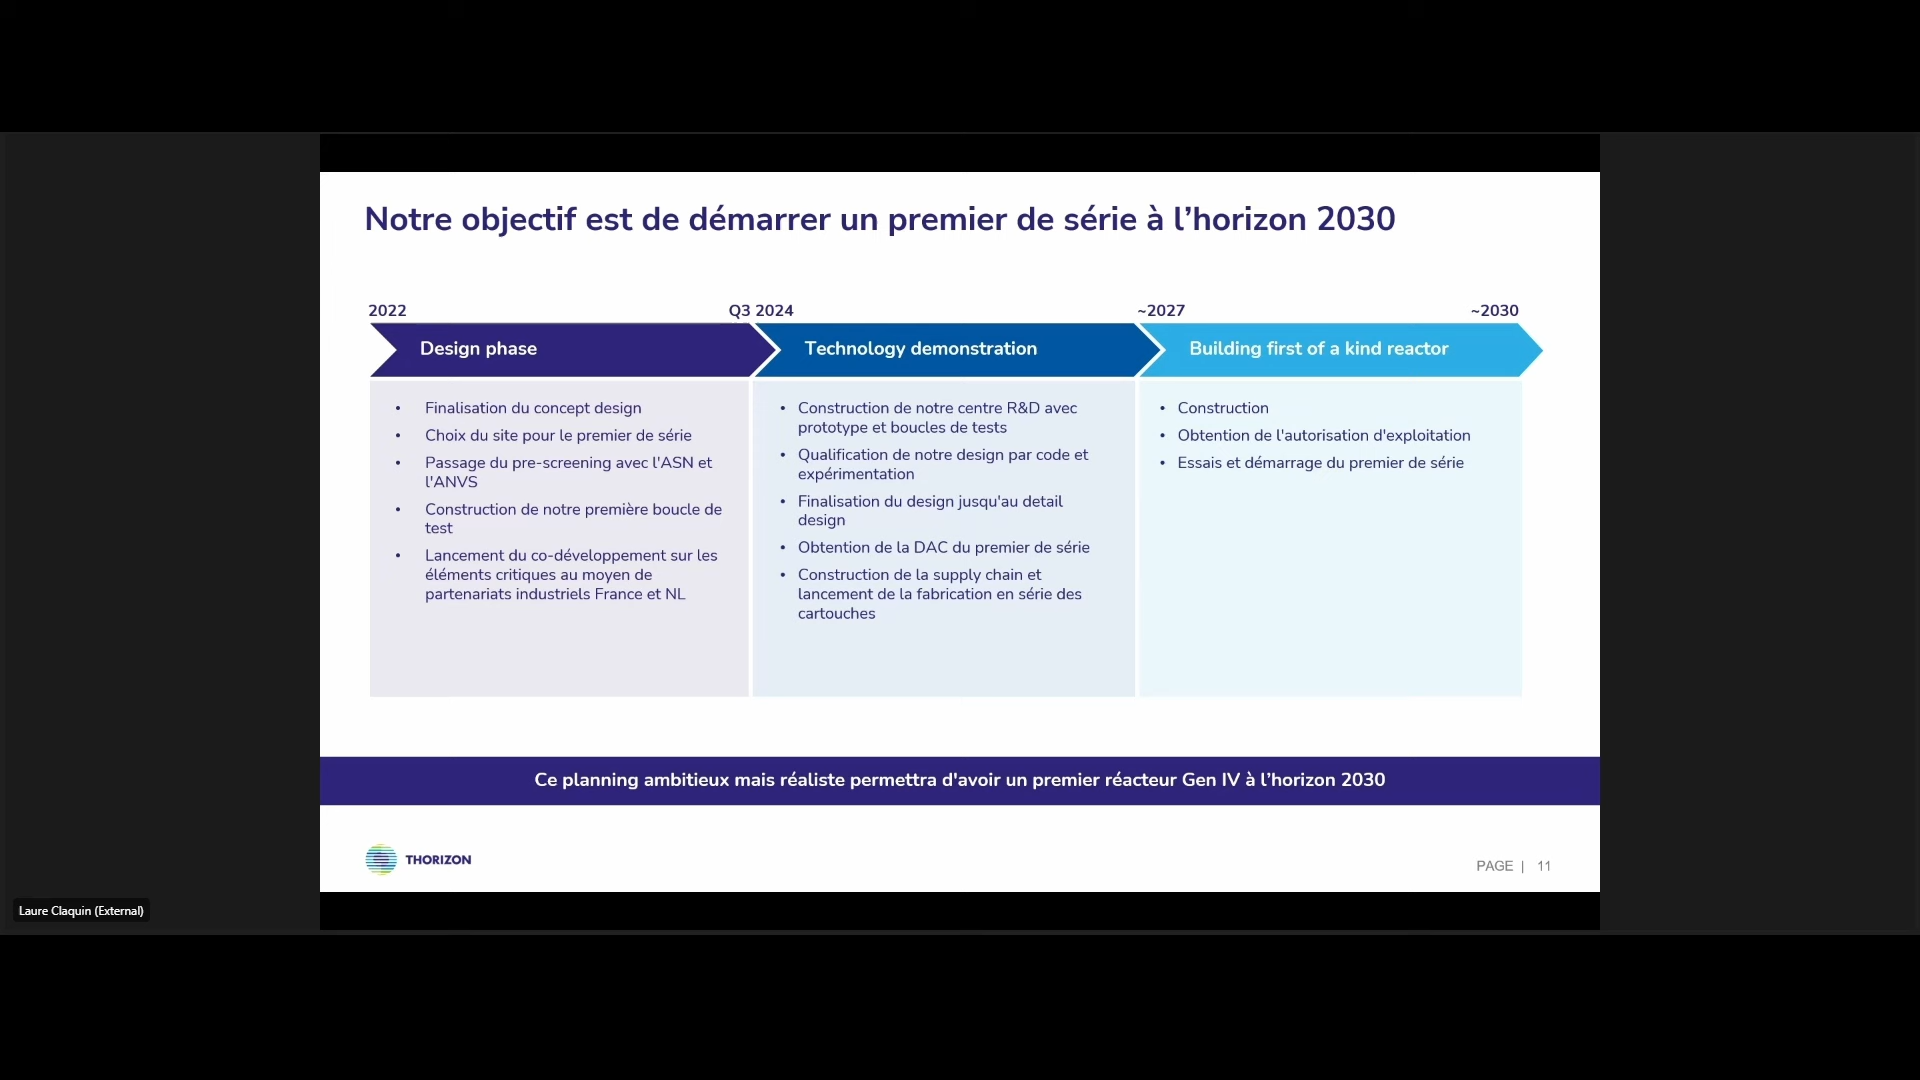 Notre objectif est de démarrer un premier de série à l’horizon 2030
2022
Q3 2024
~2027
~2030
Design phase
Technology demonstration
Building first of a kind reactor
• Finalisation du concept design
• Choix du site pour le premier de série
• Passage du pre-screening avec l'ASN et
l'ANVS
• Construction de notre première boucle de
test
• Lancement du co-développement sur les
éléments critiques au moyen de
partenariats industriels France et NL
• Construction de notre centre R&D avec
prototype et boucles de tests
• Qualification de notre design par code et
expérimentation
• Finalisation du design jusqu'au detail
design
• Obtention de la DAC du premier de série
• Construction de la supply chain et
lancement de la fabrication en série des
cartouches
• Construction
• Obtention de l'autorisation d'exploitation
• Essais et démarrage du premier de série
Ce planning ambitieux mais réaliste permettra d'avoir un premier réacteur Gen IV à l’horizon 2030
THORIZON
PAGE | 11
Laure Claquin (External)